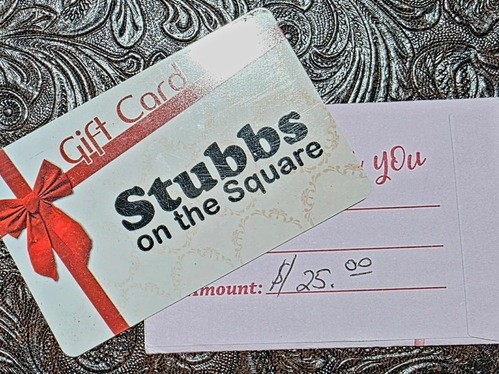 Gift Card
Stubbs
on the Square
you
Amount: $ 25.00